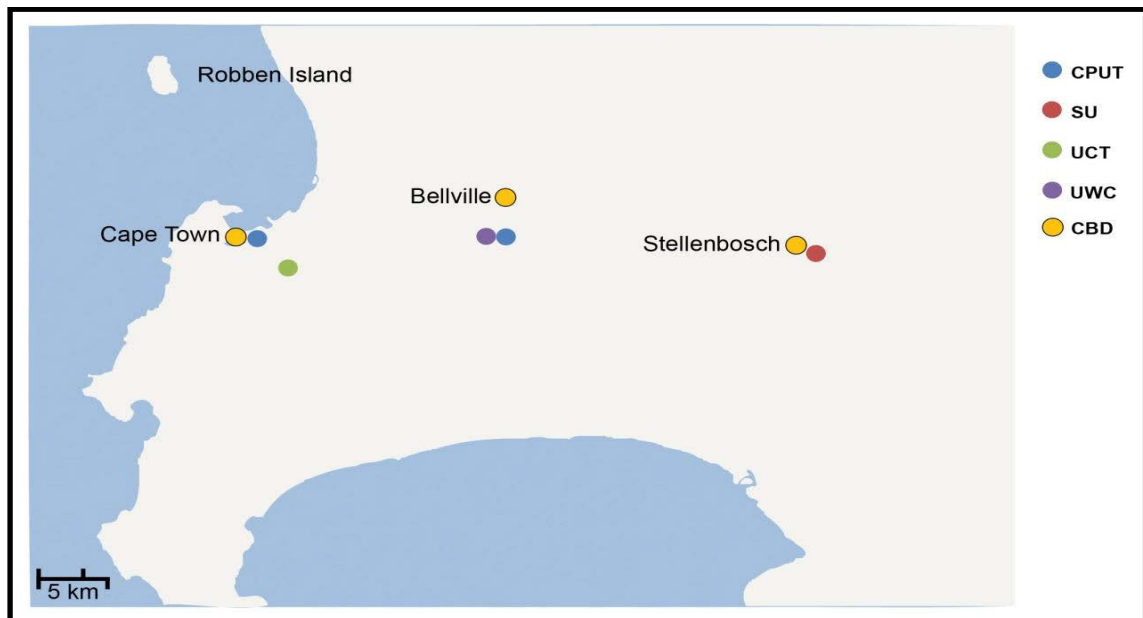 Robben Island
Bellville
Cape Town
Stellenbosch
5 km
CPUT
SU
UCT
UWC
CBD